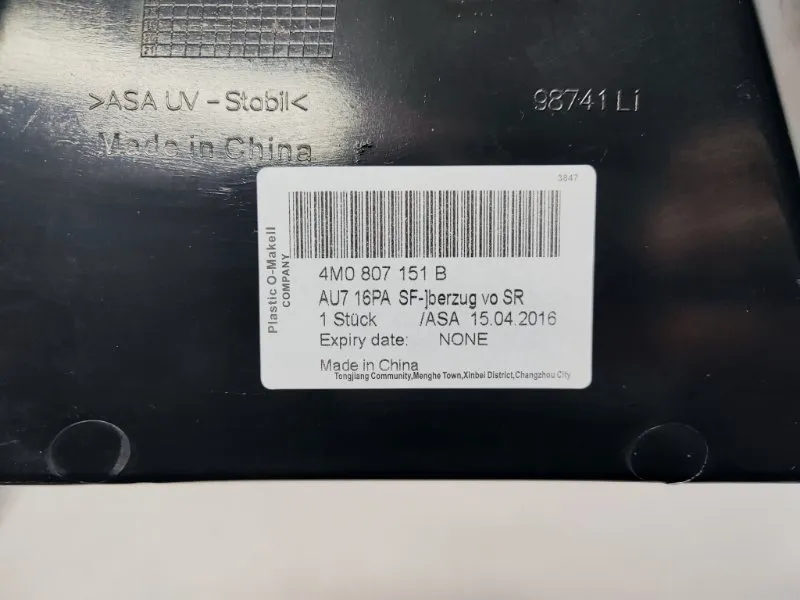 >ASA UV - Stabil<
98741 Li
Made in China
3847
Plastic O-Makell
COMPANY
4M0 807 151 B
AU7 16PA SF-]berzug vo SR
1 Stück /ASA 15.04.2016
Expiry date: NONE
Made in China
Tongjiang Community,Menghe Town,Xinbei District,Changzhou City